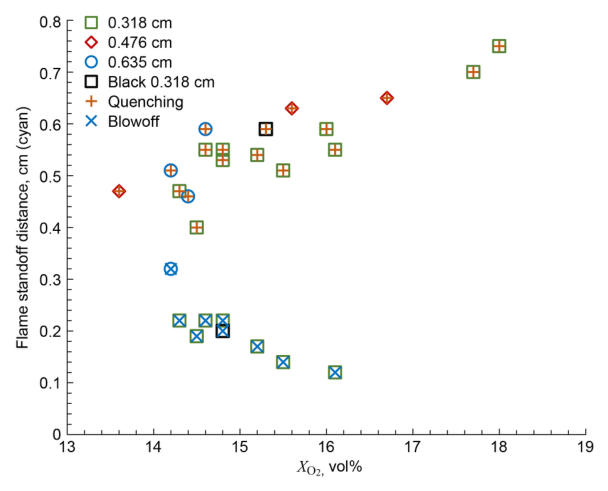 0.8
0.7
0.6
0.5
0.4
0.3
0.2
0.1
0
Flame standoff distance, cm (cyan)
0.318 cm
0.476 cm
0.635 cm
Black 0.318 cm
Quenching
Blowoff
13 14 15 16 17 18 19
XO2, vol%